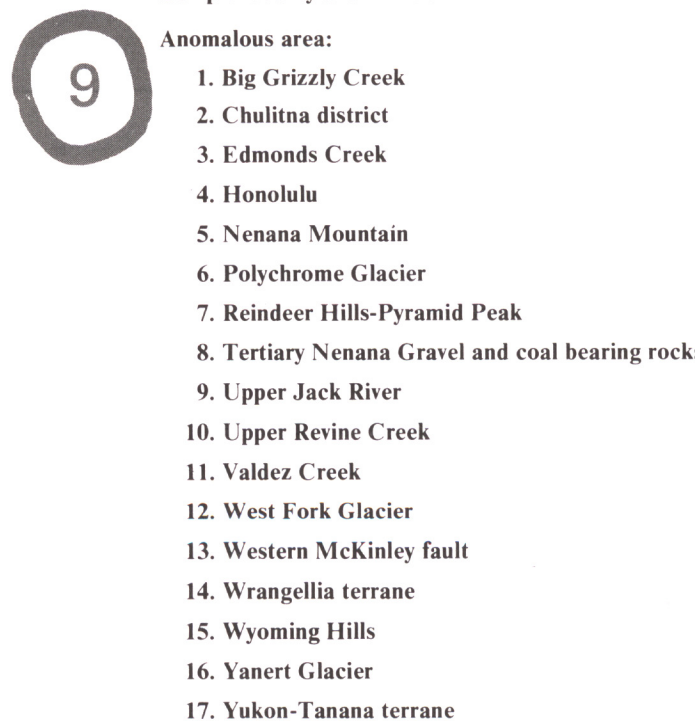 9
Anomalous area:
1. Big Grizzly Creek
2. Chulitna district
3. Edmonds Creek
4. Honolulu
5. Nenana Mountain
6. Polychrome Glacier
7. Reindeer Hills-Pyramid Peak
8. Tertiary Nenana Gravel and coal bearing rock
9. Upper Jack River
10. Upper Revine Creek
11. Valdez Creek
12. West Fork Glacier
13. Western McKinley fault
14. Wrangellia terrane
15. Wyoming Hills
16. Yanert Glacier
17. Yukon-Tanana terrane